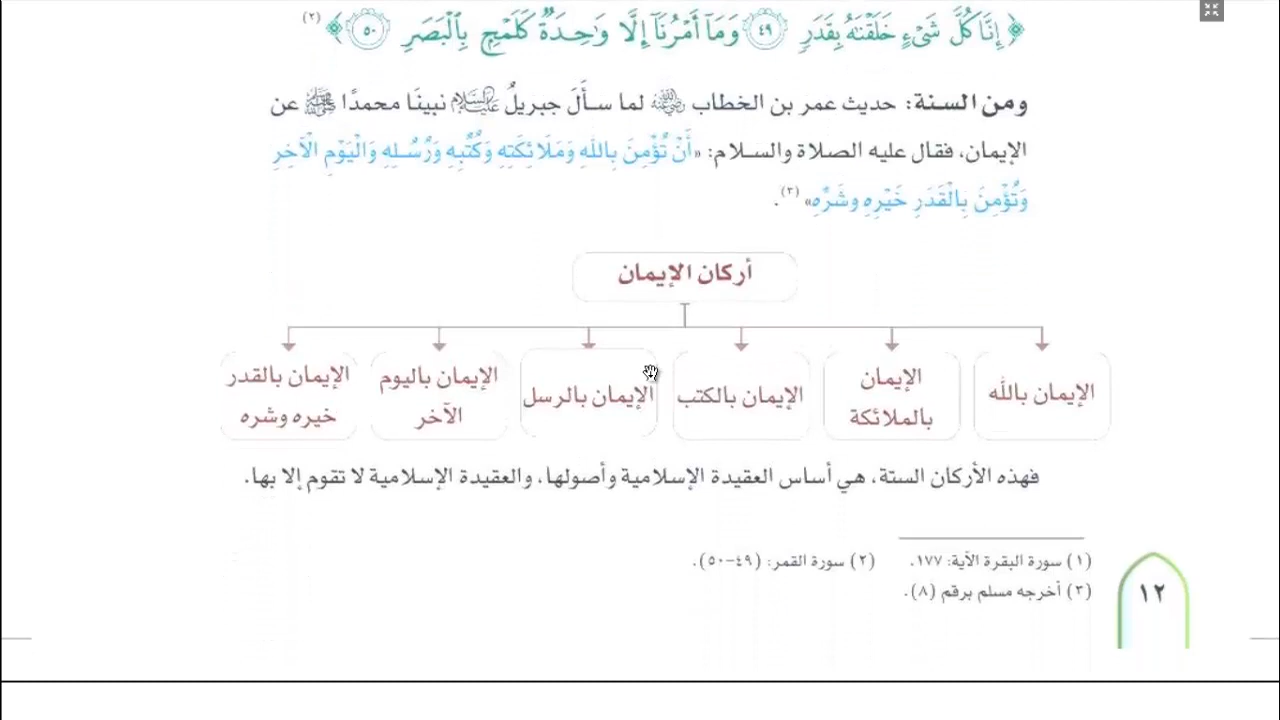 ﴿ إِنَّا كُلَّ شَيْءٍ خَلَقْنَٰهُ بِقَدَرٍ ٤٩ وَمَآ أَمْرُنَآ إِلَّا وَٰحِدَةٌ كَلَمْحٍۭ بِٱلْبَصَرِ ٥٠ ﴾ (٢)
ومن السنة: حديث عمر بن الخطاب رضي الله عنه لما سأَلَ جبريلُ عليه السلام نبينَا محمدًا ﷺ عن
الإيمان، فقال عليه الصلاة والسلام: «أَنْ تُؤْمِنَ بِاللهِ وَمَلَائِكَتِهِ وَكُتُبِهِ وَرُسُلِهِ وَالْيَوْمِ الْآخِرِ
وَتُؤْمِنَ بِالْقَدَرِ خَيْرِهِ وشَرِّهِ» (٣).
أركان الإيمان
الإيمان بالله
الإيمان
بالملائكة
الإيمان بالكتب
الإيمان بالرسل
الإيمان باليوم
الآخر
الإيمان بالقدر
خيره وشره
فهذه الأركان الستة، هي أساس العقيدة الإسلامية وأصولها، والعقيدة الإسلامية لا تقوم إلا بها.
(١) سورة البقرة الآية: ١٧٧. (٢) سورة القمر: (٤٩-٥٠).
(٣) أخرجه مسلم برقم (٨).
١٢